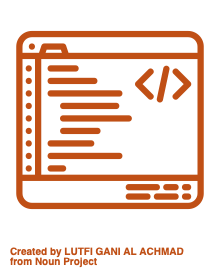 </>
Created by LUTFI GANI AL ACHMAD
from Noun Project